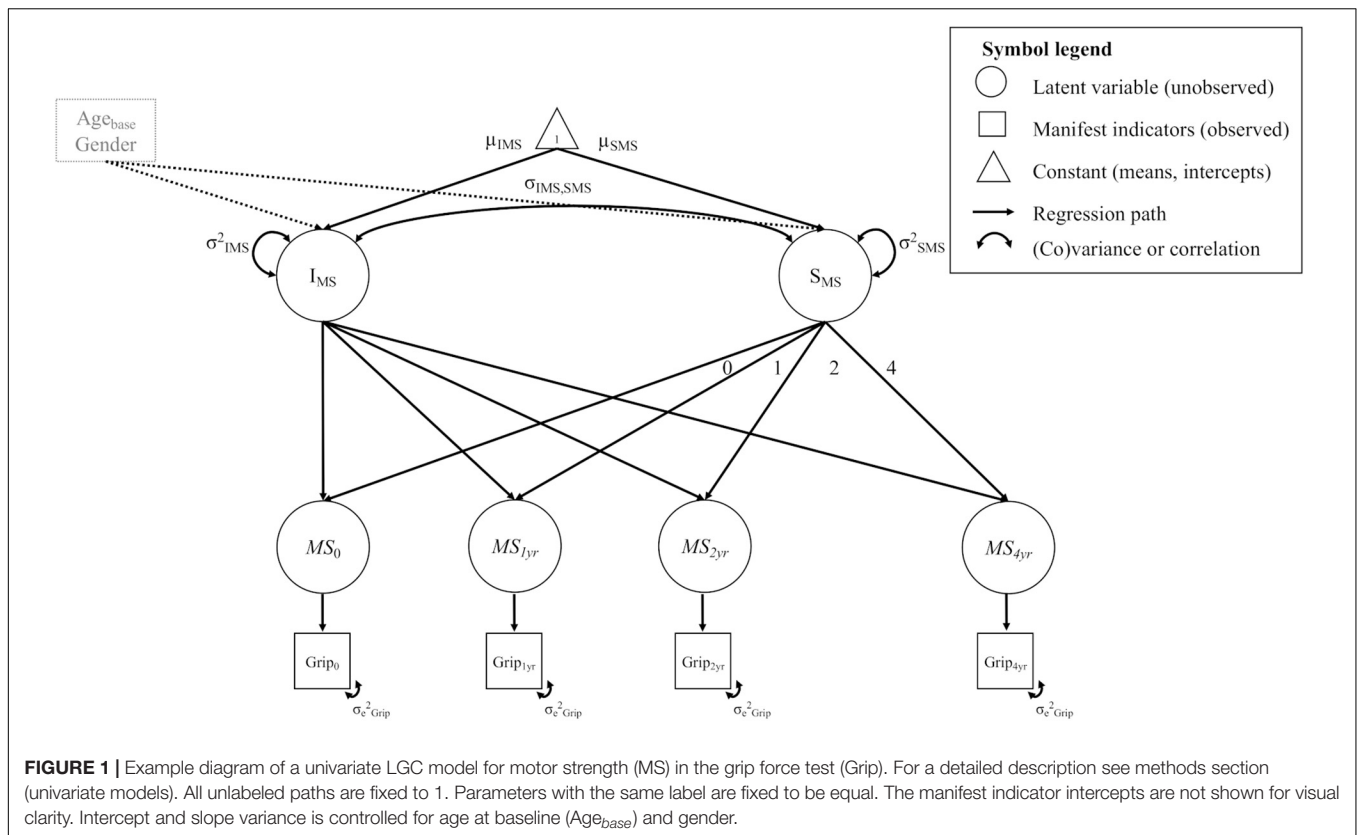 Symbol legend
Latent variable (unobserved)
Manifest indicators (observed)
Constant (means, intercepts)
Regression path
(Co)variance or correlation
Age_base
Gender
μ_IMS
1
μ_SMS
σ_IMS,SMS
σ²_IMS
σ²_SMS
I_MS
S_MS
0
1
2
4
MS_0
MS_1yr
MS_2yr
MS_4yr
Grip_0
Grip_1yr
Grip_2yr
Grip_4yr
σ_e²_Grip
σ_e²_Grip
σ_e²_Grip
σ_e²_Grip
FIGURE 1 | Example diagram of a univariate LGC model for motor strength (MS) in the grip force test (Grip). For a detailed description see methods section
(univariate models). All unlabeled paths are fixed to 1. Parameters with the same label are fixed to be equal. The manifest indicator intercepts are not shown for visual
clarity. Intercept and slope variance is controlled for age at baseline (Age_base) and gender.